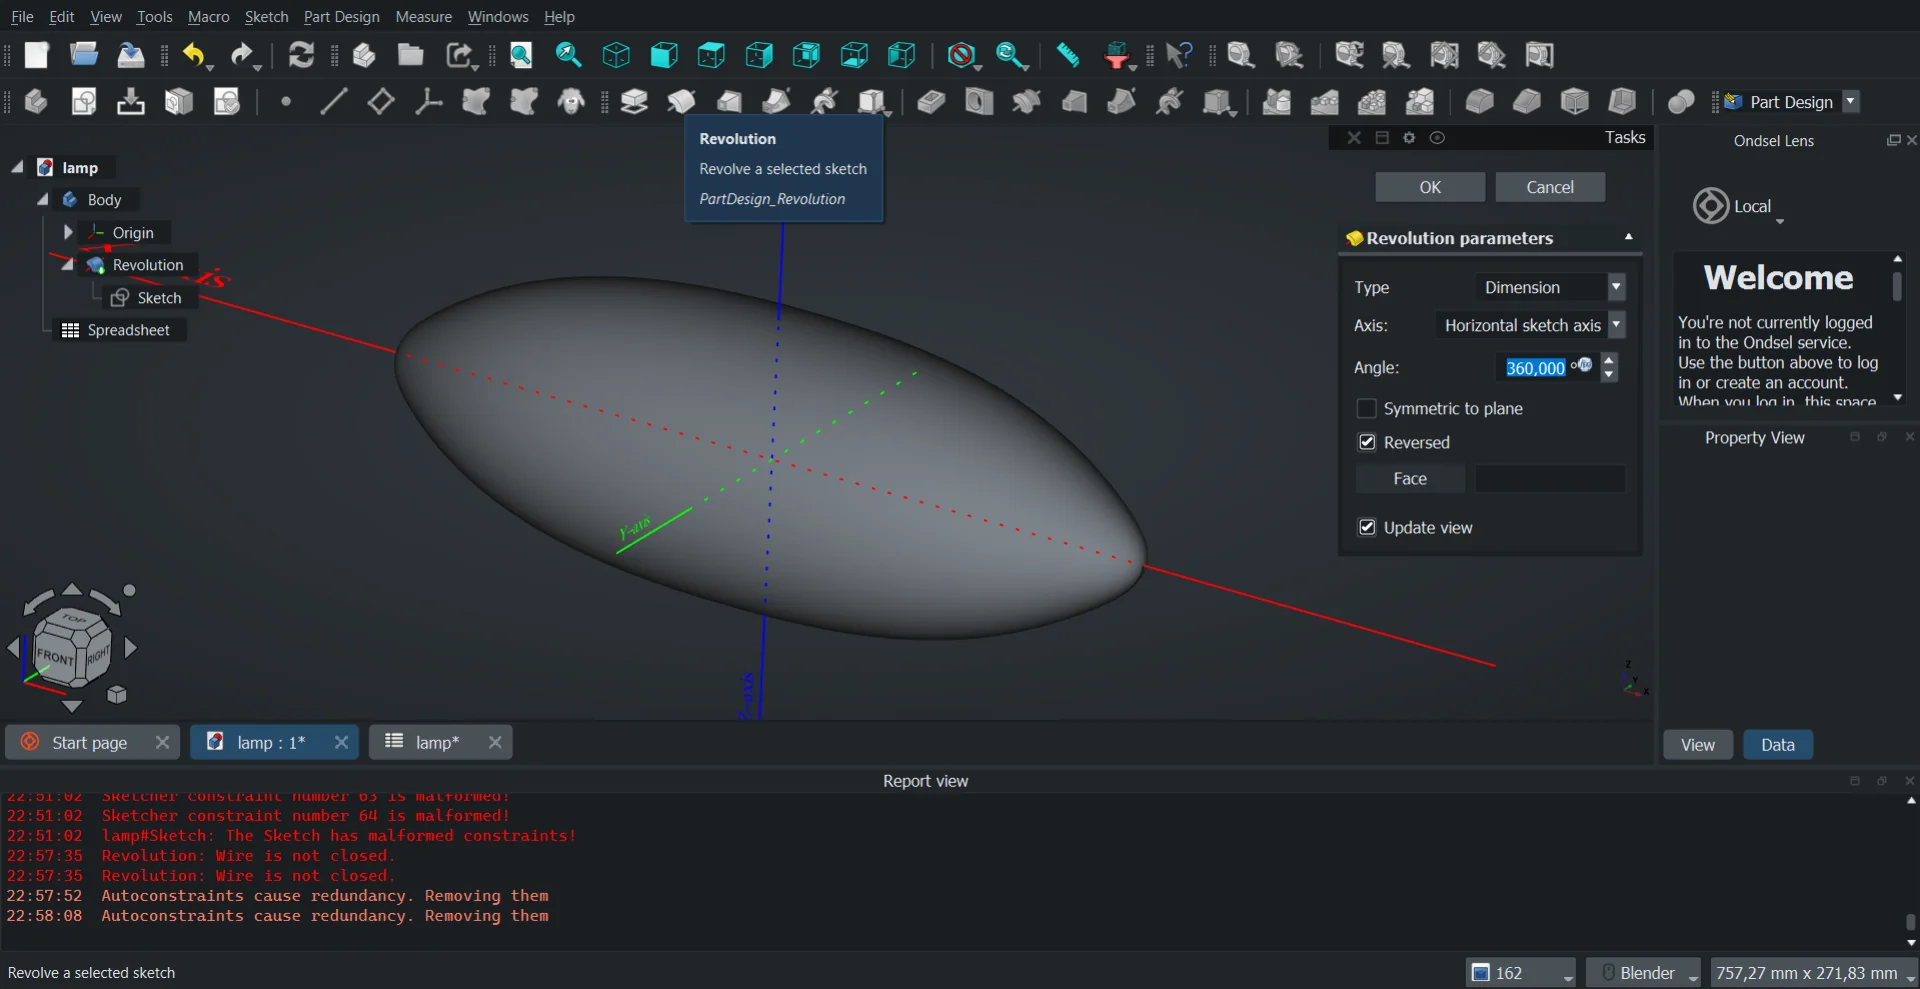 File Edit View Tools Macro Sketch Part Design Measure Windows Help
Part Design
Revolution
Revolve a selected sketch
PartDesign_Revolution
lamp
Body
Origin
Revolution
Sketch
Spreadsheet
Y-axis
Z-axis
TOP
FRONT
RIGHT
Z
Y
X
Tasks
OK Cancel
Revolution parameters
Type Dimension
Axis: Horizontal sketch axis
Angle: 360,000 °
Symmetric to plane
Reversed
Face
Update view
Ondsel Lens
Local
Welcome
You're not currently logged
in to the Ondsel service.
Use the button above to log
in or create an account.
When you log in, this space
Property View
View Data
Start page lamp : 1* lamp*
Report view
22:51:02 Sketcher constraint number 63 is malformed!
22:51:02 Sketcher constraint number 64 is malformed!
22:51:02 lamp#Sketch: The Sketch has malformed constraints!
22:57:35 Revolution: Wire is not closed.
22:57:35 Revolution: Wire is not closed.
22:57:52 Autoconstraints cause redundancy. Removing them
22:58:08 Autoconstraints cause redundancy. Removing them
Revolve a selected sketch
162 Blender 757,27 mm x 271,83 mm